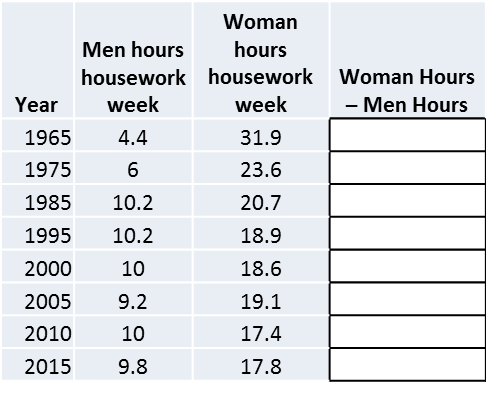 Year Men hours housework week Woman hours housework week Woman Hours – Men Hours
1965 4.4 31.9
1975 6 23.6
1985 10.2 20.7
1995 10.2 18.9
2000 10 18.6
2005 9.2 19.1
2010 10 17.4
2015 9.8 17.8